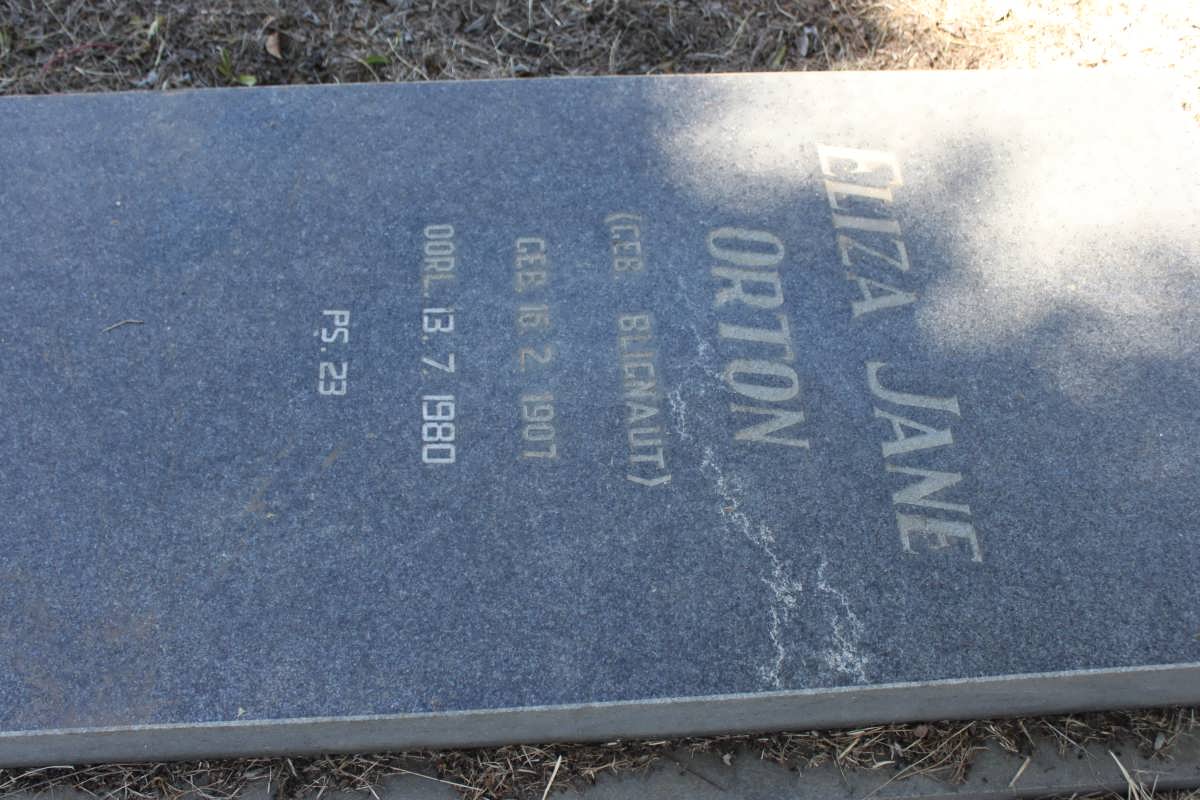 ELIZA JANE
ORTON
(GEB BLIGNAUT)
GEB 16 2 1907
OORL. 13. 7 1980
PS. 23